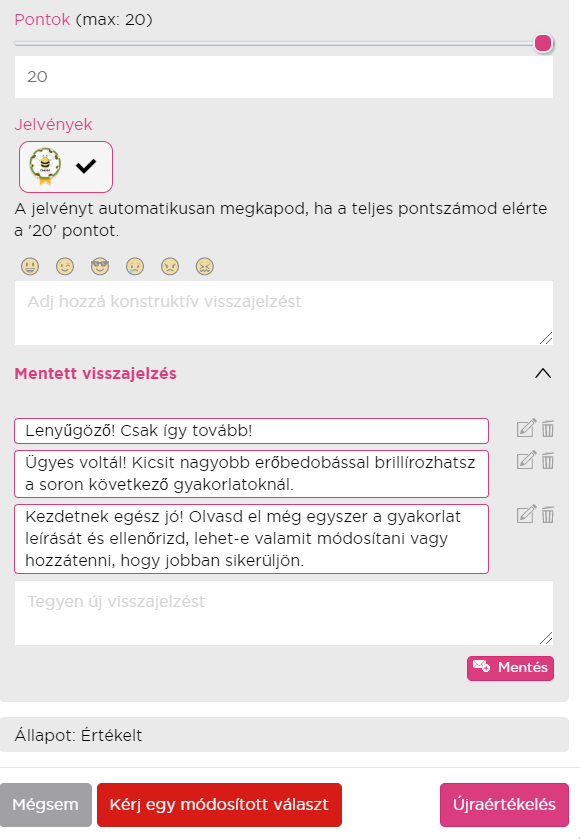 Pontok (max: 20)
20
Jelvények
A jelvényt automatikusan megkapod, ha a teljes pontszámod elérte
a '20' pontot.
Adj hozzá konstruktív visszajelzést
Mentett visszajelzés
Lenyűgöző! Csak így tovább!
Ügyes voltál! Kicsit nagyobb erőbedobással brillírozhatsz
a soron következő gyakorlatoknál.
Kezdetnek egész jó! Olvasd el még egyszer a gyakorlat
leírását és ellenőrizd, lehet-e valamit módosítani vagy
hozzátenni, hogy jobban sikerüljön.
Tegyen új visszajelzést
Mentés
Állapot: Értékelt
Mégsem
Kérj egy módosított választ
Újraértékelés